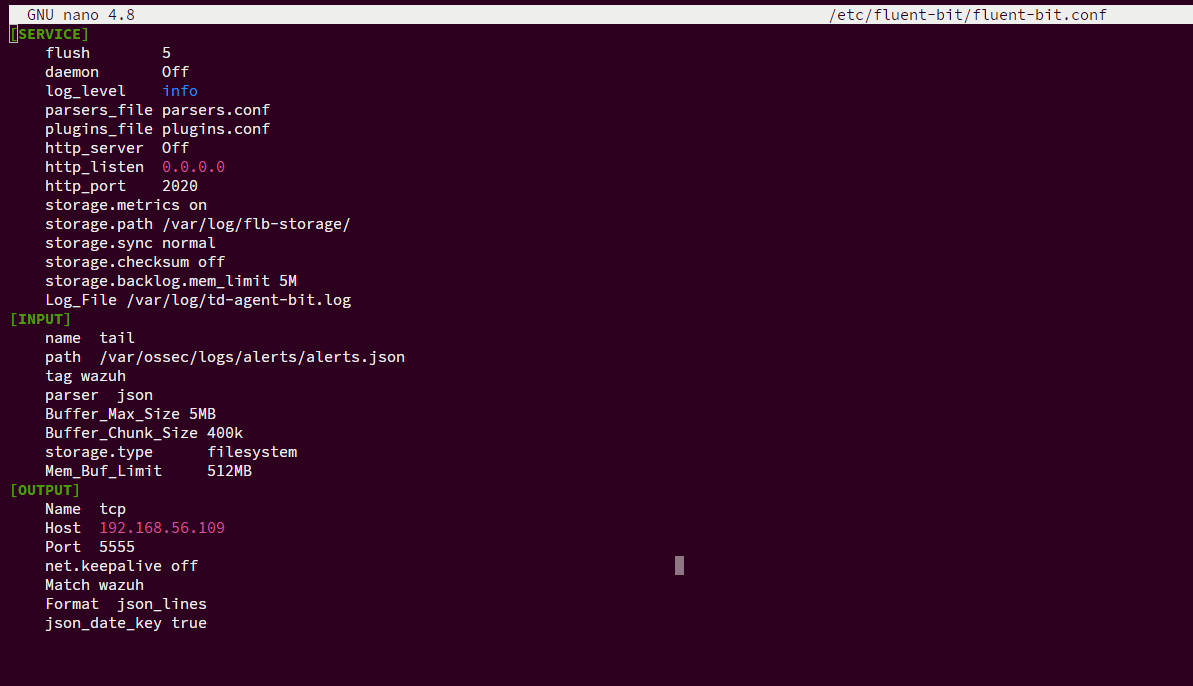 GNU nano 4.8 /etc/fluent-bit/fluent-bit.conf
[SERVICE]
flush 5
daemon Off
log_level info
parsers_file parsers.conf
plugins_file plugins.conf
http_server Off
http_listen 0.0.0.0
http_port 2020
storage.metrics on
storage.path /var/log/flb-storage/
storage.sync normal
storage.checksum off
storage.backlog.mem_limit 5M
Log_File /var/log/td-agent-bit.log
[INPUT]
name tail
path /var/ossec/logs/alerts/alerts.json
tag wazuh
parser json
Buffer_Max_Size 5MB
Buffer_Chunk_Size 400k
storage.type filesystem
Mem_Buf_Limit 512MB
[OUTPUT]
Name tcp
Host 192.168.56.109
Port 5555
net.keepalive off
Match wazuh
Format json_lines
json_date_key true